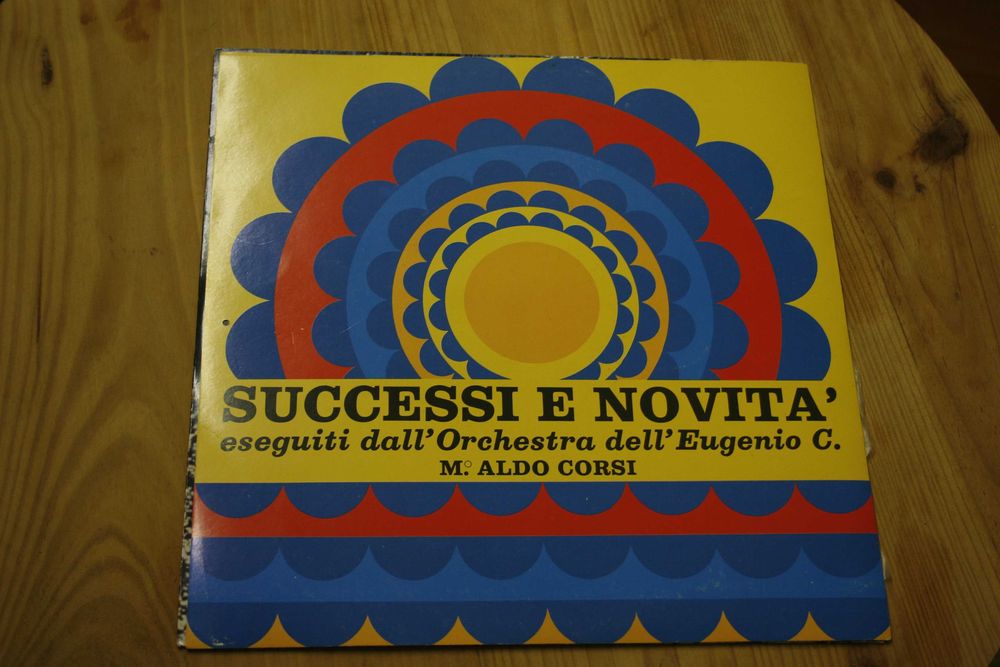 SUCCESSI E NOVITA'
eseguiti dall'Orchestra dell'Eugenio C.
M.° ALDO CORSI